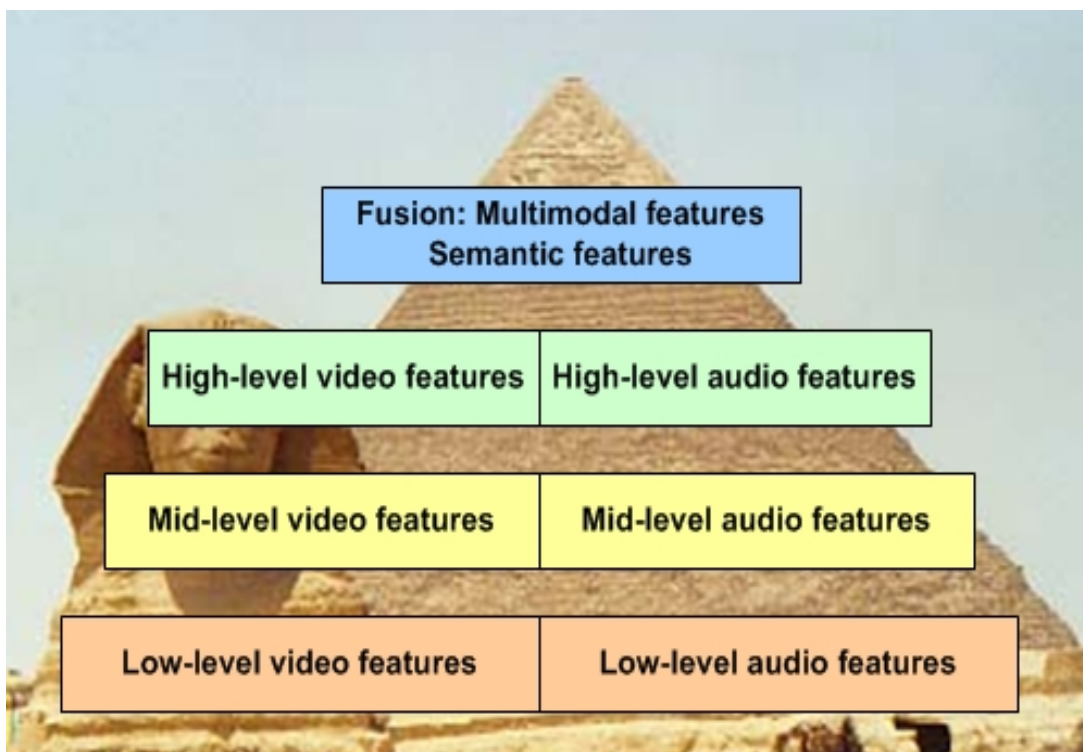 Fusion: Multimodal features
Semantic features
High-level video features
High-level audio features
Mid-level video features
Mid-level audio features
Low-level video features
Low-level audio features